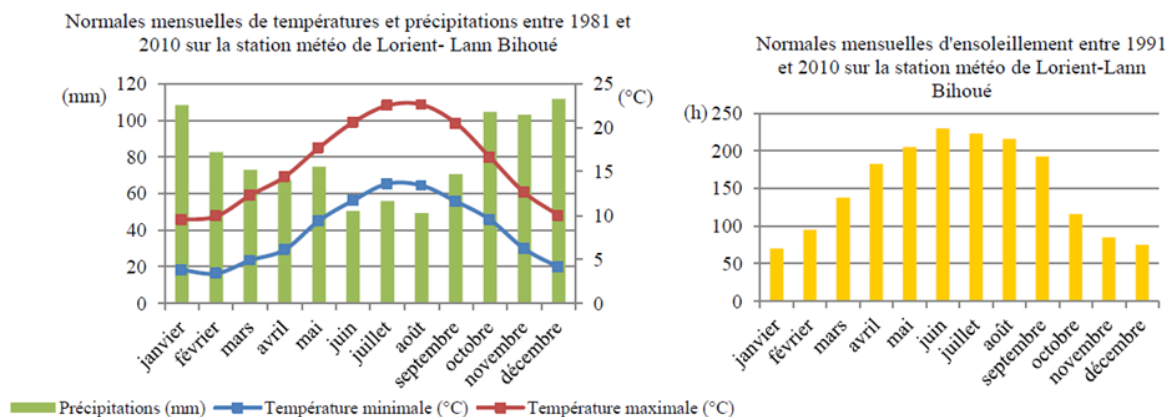 Normales mensuelles de températures et précipitations entre 1981 et
2010 sur la station météo de Lorient- Lann Bihoué
(mm)
(°C)
120
100
80
60
40
20
0
25
20
15
10
5
0
janvier
février
mars
avril
mai
juin
juillet
août
septembre
octobre
novembre
décembre
Précipitations (mm)
Température minimale (°C)
Température maximale (°C)
Normales mensuelles d'ensoleillement entre 1991
et 2010 sur la station météo de Lorient-Lann
Bihoué
(h)
250
200
150
100
50
0
janvier
février
mars
avril
mai
juin
juillet
août
septembre
octobre
novembre
décembre